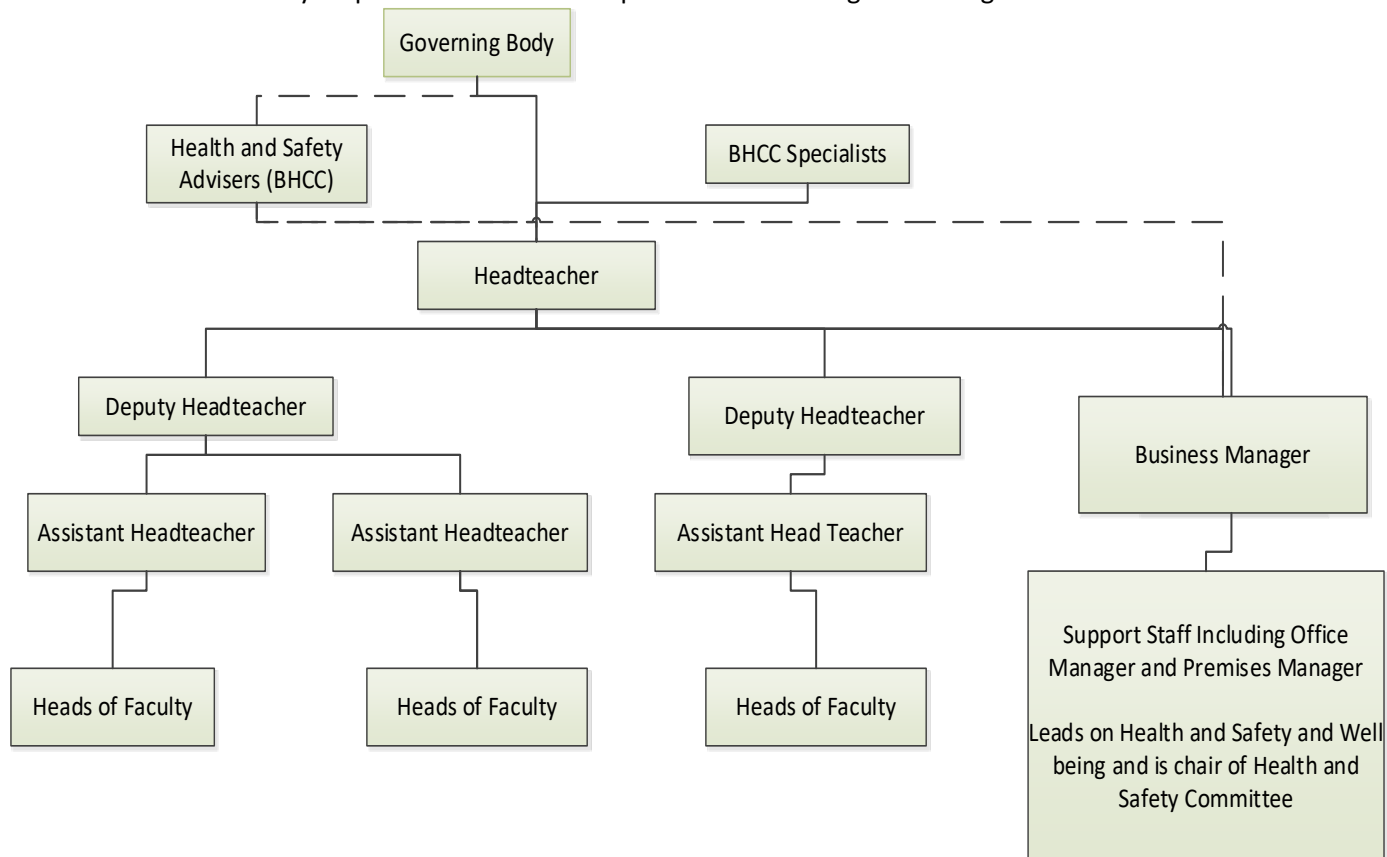 Governing Body
Health and Safety
Advisers (BHCC)
BHCC Specialists
Headteacher
Deputy Headteacher
Deputy Headteacher
Business Manager
Assistant Headteacher
Assistant Headteacher
Assistant Head Teacher
Support Staff Including Office
Manager and Premises Manager
Leads on Health and Safety and Well
being and is chair of Health and
Safety Committee
Heads of Faculty
Heads of Faculty
Heads of Faculty